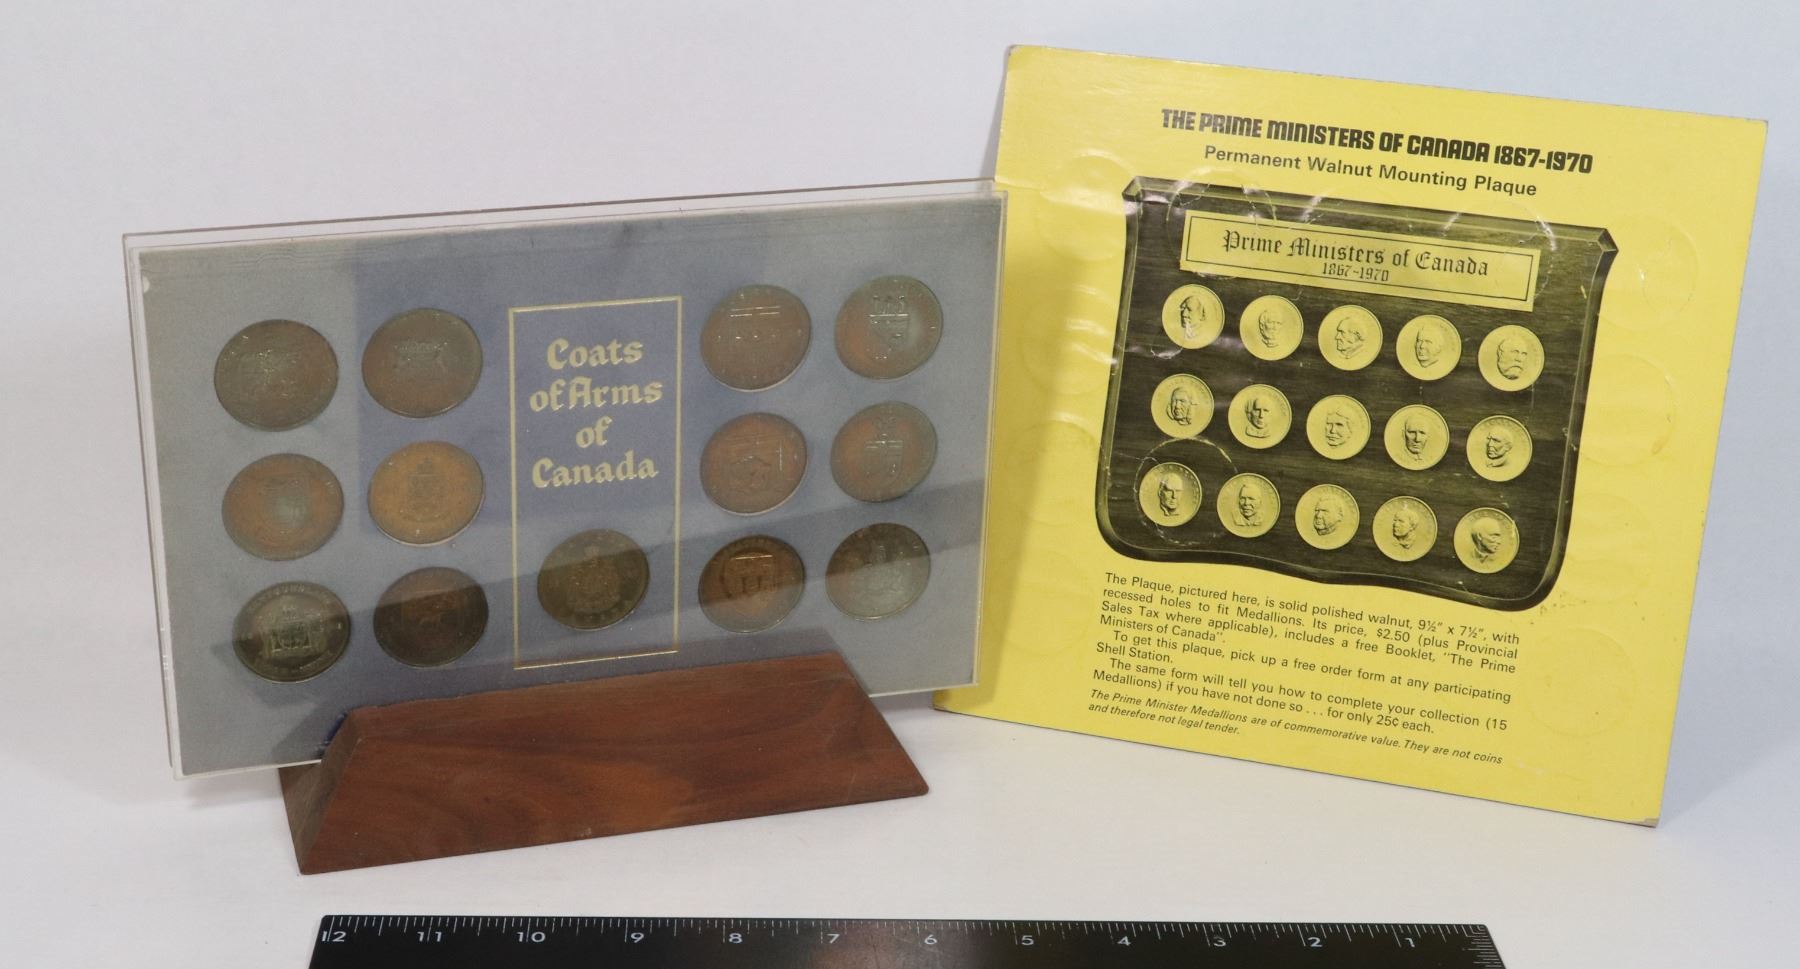 Coats
of Arms
of
Canada
THE PRIME MINISTERS OF CANADA 1867-1970
Permanent Walnut Mounting Plaque
Prime Ministers of Canada
1867-1970
The Plaque, pictured here, is solid polished walnut, 9½" x 7½", with
recessed holes to fit Medallions. Its price, $2.50 (plus Provincial
Sales Tax where applicable), includes a free Booklet, "The Prime
Ministers of Canada".
To get this plaque, pick up a free order form at any participating
Shell Station.
The same form will tell you how to complete your collection (15
Medallions) if you have not done so . . . for only 25¢ each.
The Prime Minister Medallions are of commemorative value. They are not coins
and therefore not legal tender.
12 11 10 9 8 7 6 5 4 3 2 1